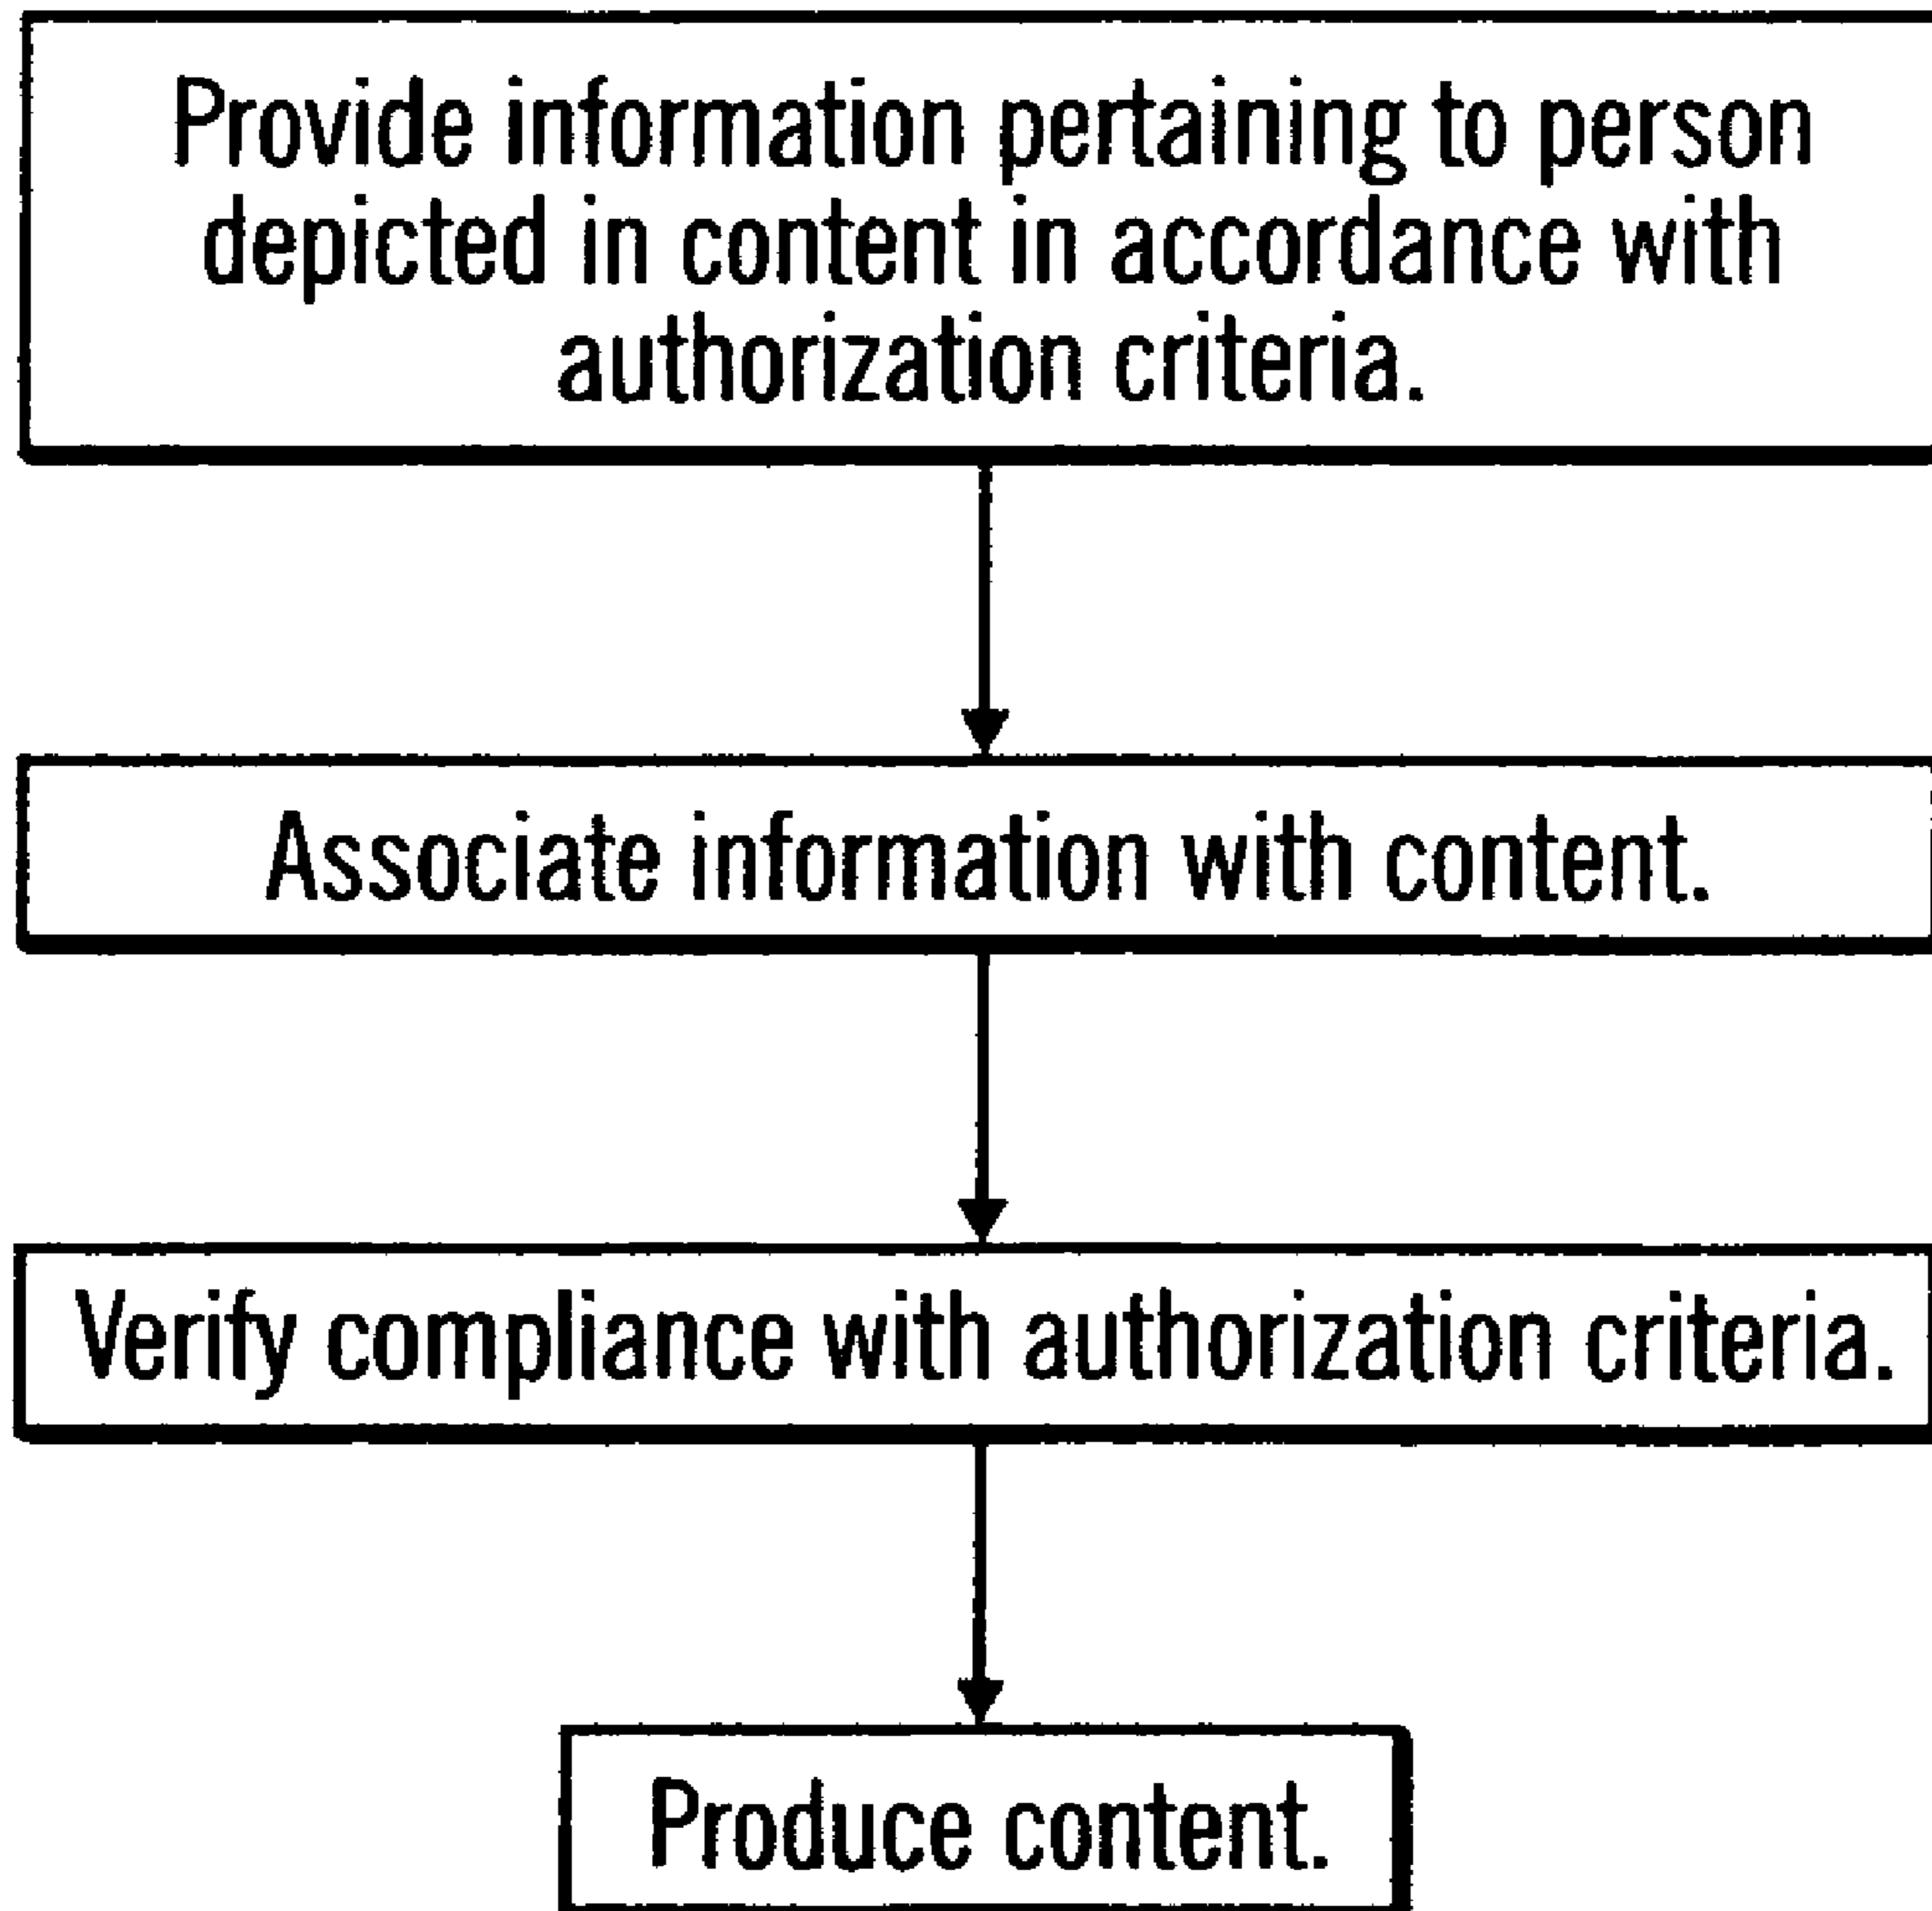 Provide information pertaining to person
depicted in content in accordance with
authorization criteria.
Associate information with content.
Verify compliance with authorization criteria.
Produce content.